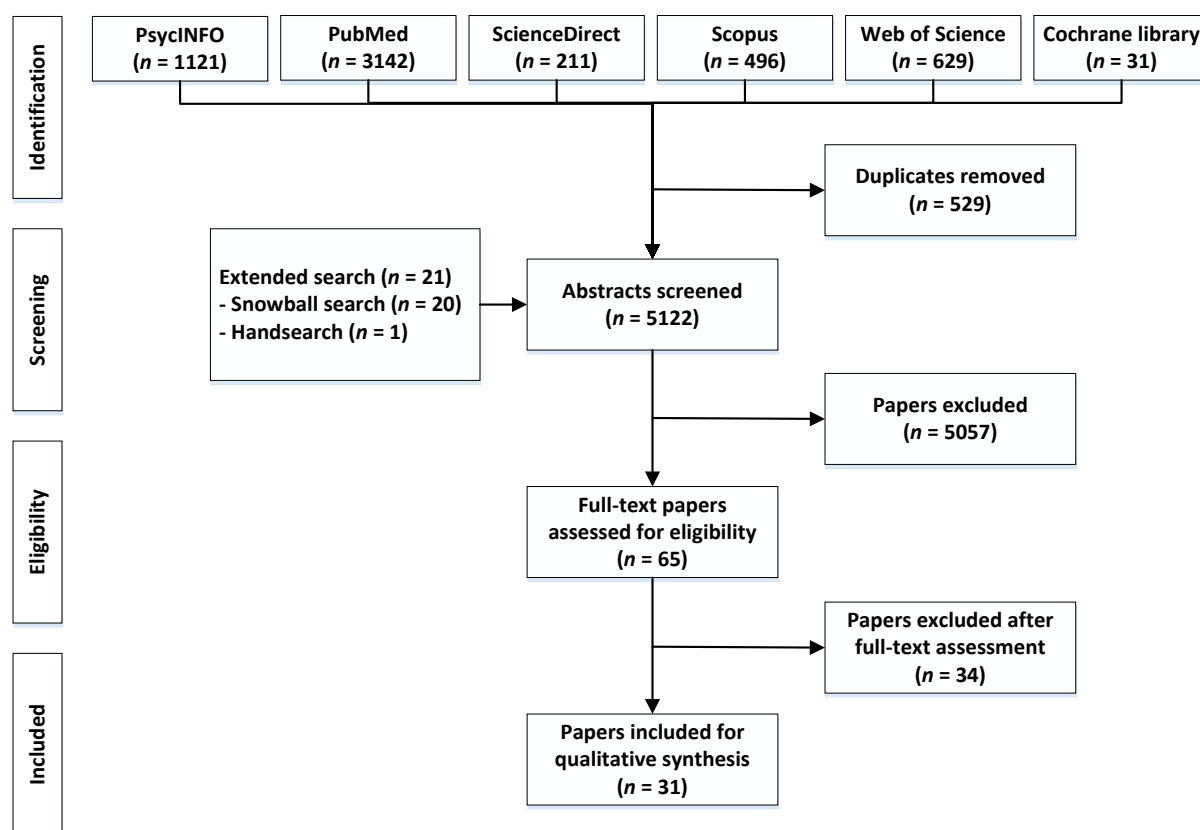 Identification
PsycINFO
(n = 1121)
PubMed
(n = 3142)
ScienceDirect
(n = 211)
Scopus
(n = 496)
Web of Science
(n = 629)
Cochrane library
(n = 31)
Duplicates removed
(n = 529)
Screening
Extended search (n = 21)
- Snowball search (n = 20)
- Handsearch (n = 1)
Abstracts screened
(n = 5122)
Papers excluded
(n = 5057)
Eligibility
Full-text papers
assessed for eligibility
(n = 65)
Papers excluded after
full-text assessment
(n = 34)
Included
Papers included for
qualitative synthesis
(n = 31)